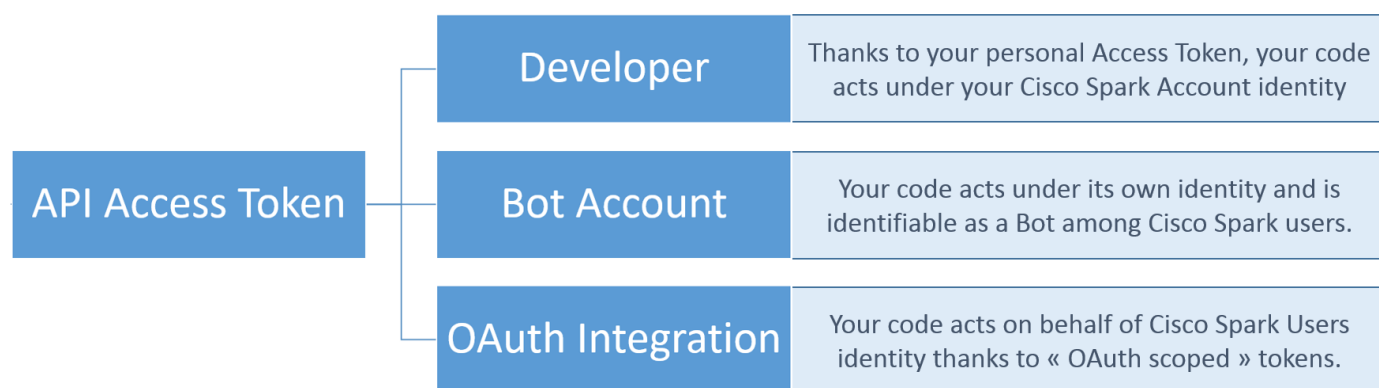 API Access Token
Developer
Thanks to your personal Access Token, your code
acts under your Cisco Spark Account identity
Bot Account
Your code acts under its own identity and is
identifiable as a Bot among Cisco Spark users.
OAuth Integration
Your code acts on behalf of Cisco Spark Users
identity thanks to « OAuth scoped » tokens.